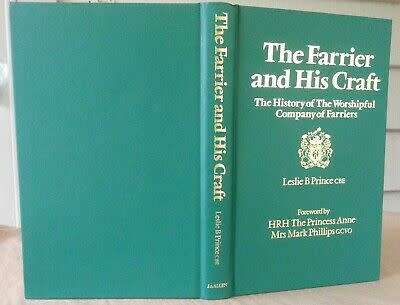 The Farrier and His Craft
Leslie B Prince CBE
J.A.ALLEN
The Farrier
and His Craft
The History of The Worshipful
Company of Farriers
Leslie B Prince CBE
Foreword by
HRH The Princess Anne
Mrs Mark Phillips GCVO